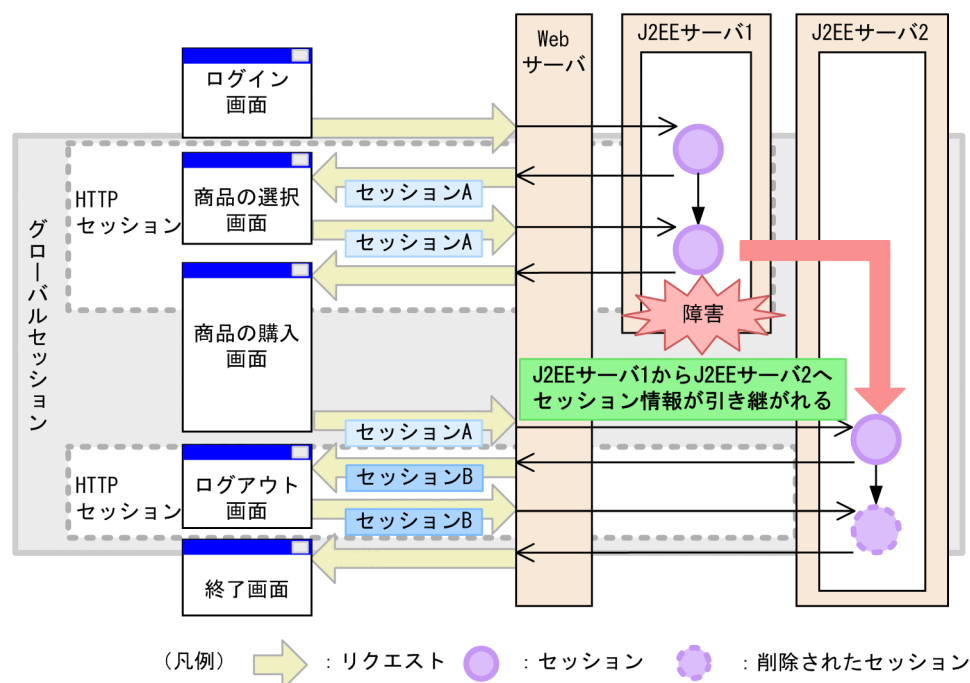 Web
サーバ
J2EEサーバ1
J2EEサーバ2
ログイン
画面
HTTP
セッション
商品の選択
画面
セッションA
セッションA
グローバルセッション
商品の購入
画面
障害
J2EEサーバ1からJ2EEサーバ2へ
セッション情報が引き継がれる
セッションA
HTTP
セッション
ログアウト
画面
セッションB
セッションB
終了画面
(凡例)
:リクエスト
:セッション
:削除されたセッション